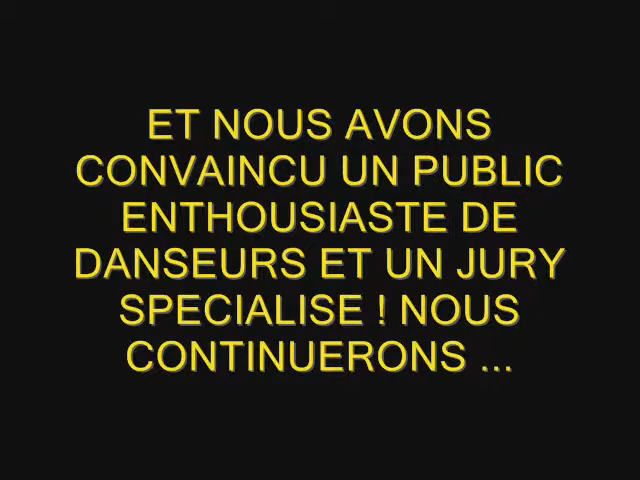 ET NOUS AVONS
CONVAINCU UN PUBLIC
ENTHOUSIASTE DE
DANSEURS ET UN JURY
SPECIALISE ! NOUS
CONTINUERONS ...